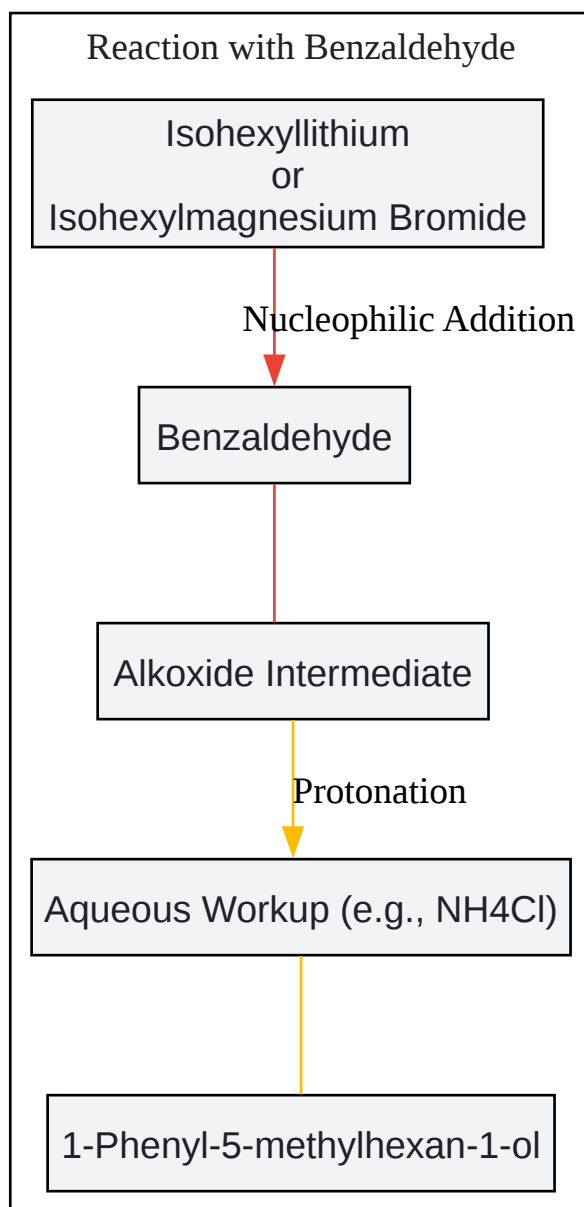 Reaction with Benzaldehyde
Isohexyllithium
or
Isohexylmagnesium Bromide
Nucleophilic Addition
Benzaldehyde
Alkoxide Intermediate
Protonation
Aqueous Workup (e.g., NH4Cl)
1-Phenyl-5-methylhexan-1-ol